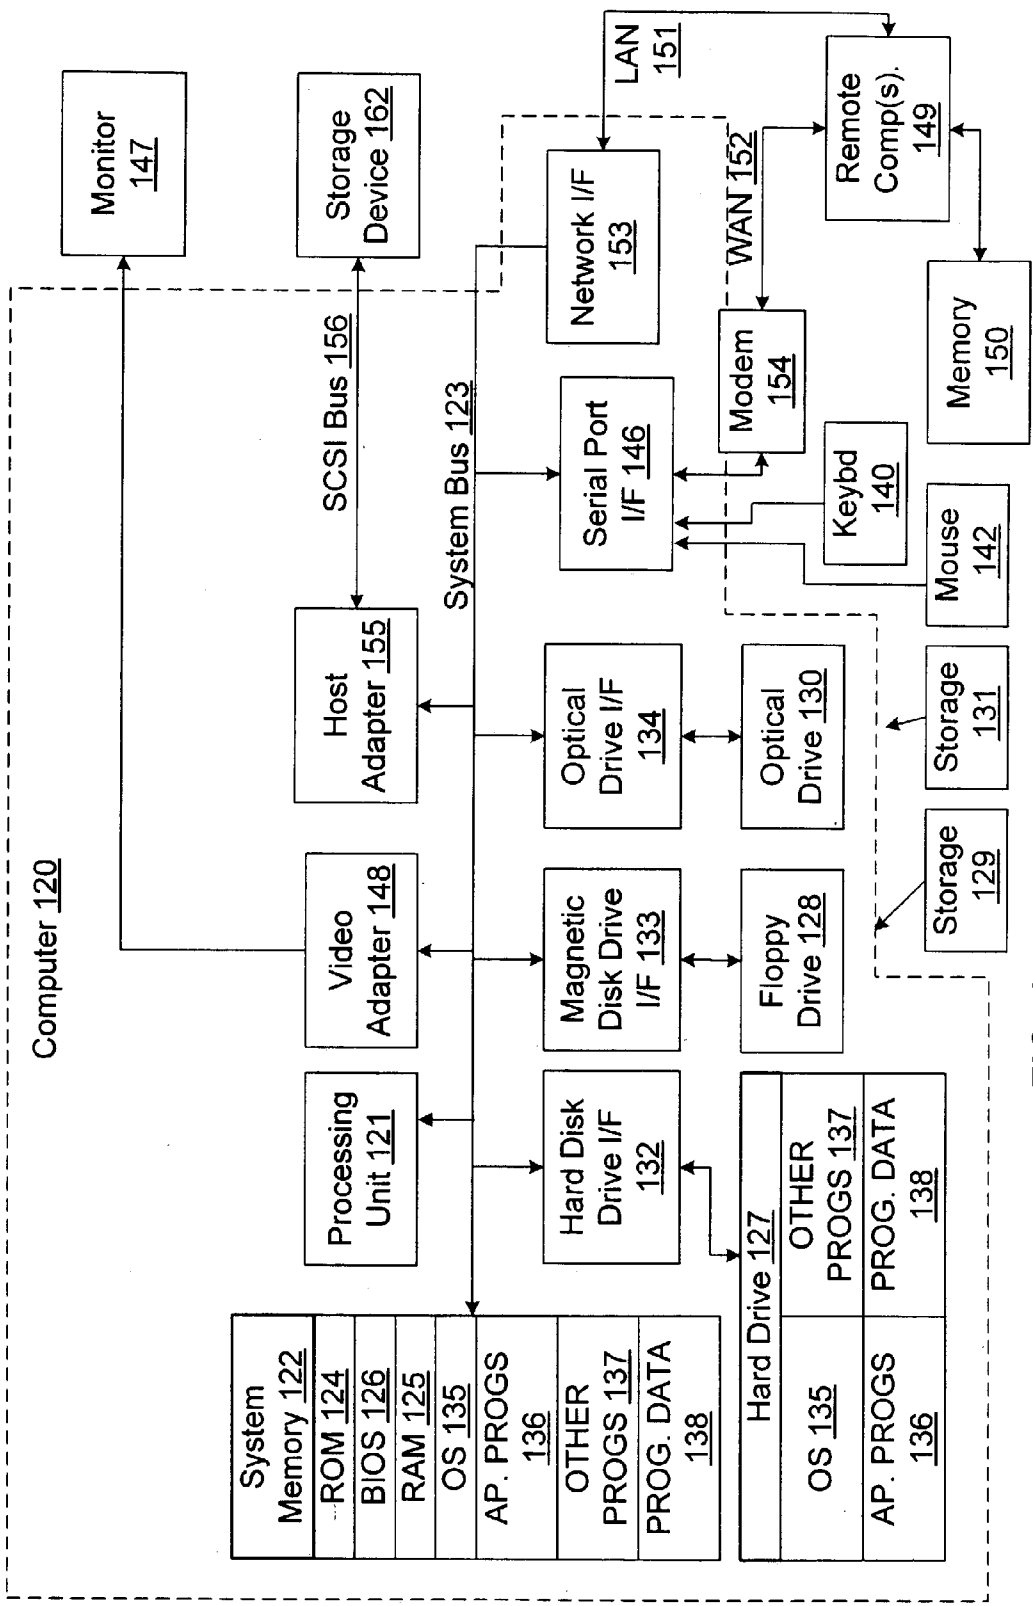 Computer 120
Monitor
147
Storage
Device 162
SCSI Bus 156
Processing
Unit 121
Video
Adapter 148
Host
Adapter 155
System Bus 123
System
Memory 122
ROM 124
BIOS 126
RAM 125
OS 135
AP. PROGS
136
OTHER
PROGS 137
PROG. DATA
138
Hard Disk
Drive I/F
132
Magnetic
Disk Drive
I/F 133
Optical
Drive I/F
134
Serial Port
I/F 146
Network I/F
153
LAN
151
Hard Drive 127
OS 135
OTHER
PROGS 137
AP. PROGS
136
PROG. DATA
138
Floppy
Drive 128
Optical
Drive 130
Modem
154
WAN 152
Keybd
140
Remote
Comp(s).
149
Storage
129
Storage
131
Mouse
142
Memory
150